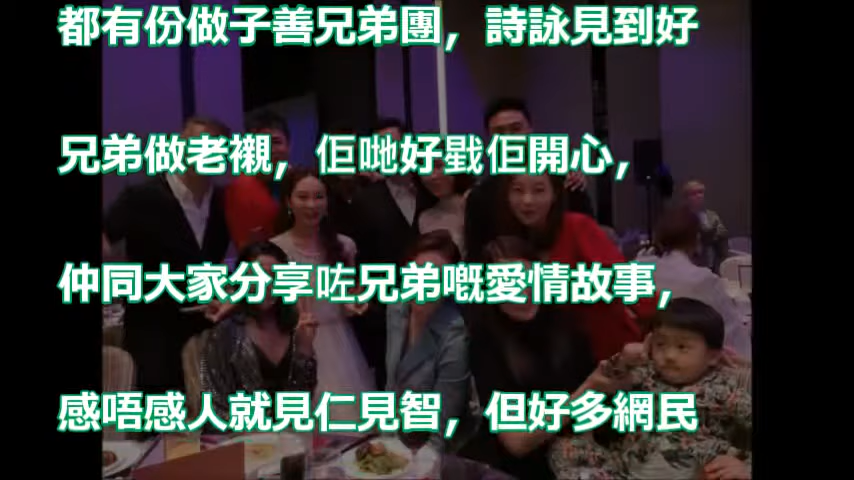 都有份做子善兄弟團，詩詠見到好
兄弟做老襯，佢哋好戥佢開心，
仲同大家分享咗兄弟嘅愛情故事，
感唔感人就見仁見智，但好多網民